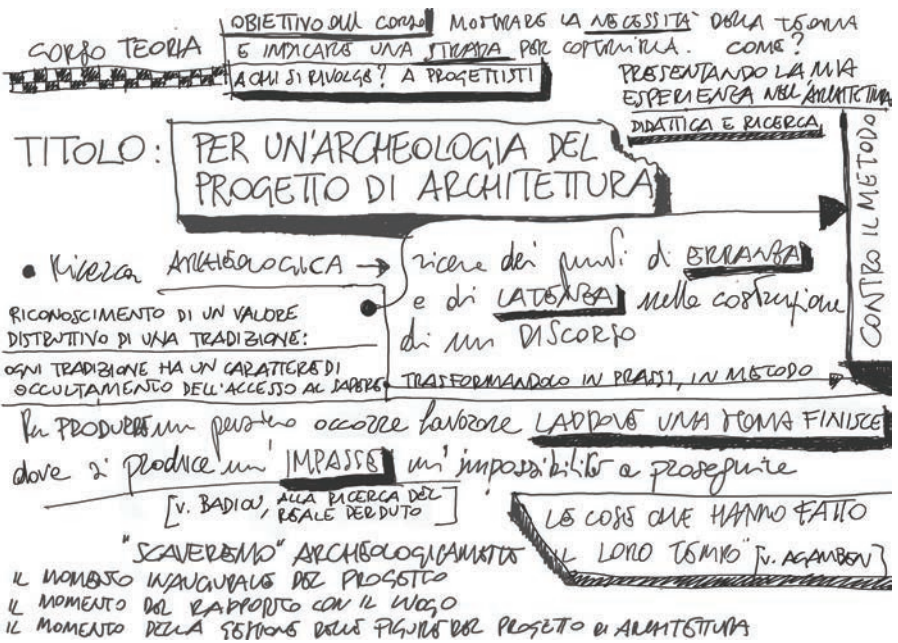 CORSO TEORIA
OBIETTIVO DEL CORSO MOSTRARE LA NECESSITÀ DELLA TEORIA
E INDICARE UNA STRADA PER COSTRUIRLA. COME?
A CHI SI RIVOLGE? A PROGETTISTI
PRESENTANDO LA MIA
ESPERIENZA NELL'ARCHITETTURA
DIDATTICA E RICERCA
TITOLO:
PER UN'ARCHEOLOGIA DEL
PROGETTO DI ARCHITETTURA
CONTRO IL METODO
• Ricerca ARCHEOLOGICA →
ricerca dei punti di ERRANZA
e di LATENZA nella costruzione
di un DISCORSO
RICONOSCIMENTO DI UN VALORE
DISTRUTTIVO DI UNA TRADIZIONE:
OGNI TRADIZIONE HA UN CARATTERE DI
OCCULTAMENTO DELL'ACCESSO AL SAPERE
TRASFORMANDOLO IN PRASSI, IN METODO
Per PRODURRE un pensiero occorre lavorare LADDOVE UNA FORMA FINISCE
dove si produce un' IMPASSE un'impossibilità a proseguire
[V. BADIOU, ALLA RICERCA DEL
REALE PERDUTO]
LE COSE CHE HANNO FATTO
IL LORO TEMPO" [V. AGAMBEN]
"SCAVEREMO" ARCHEOLOGICAMENTE
IL MOMENTO INAUGURALE DEL PROGETTO
IL MOMENTO DEL RAPPORTO CON IL LUOGO
IL MOMENTO DELLA GESTIONE DELLE FIGURE DEL PROGETTO DI ARCHITETTURA